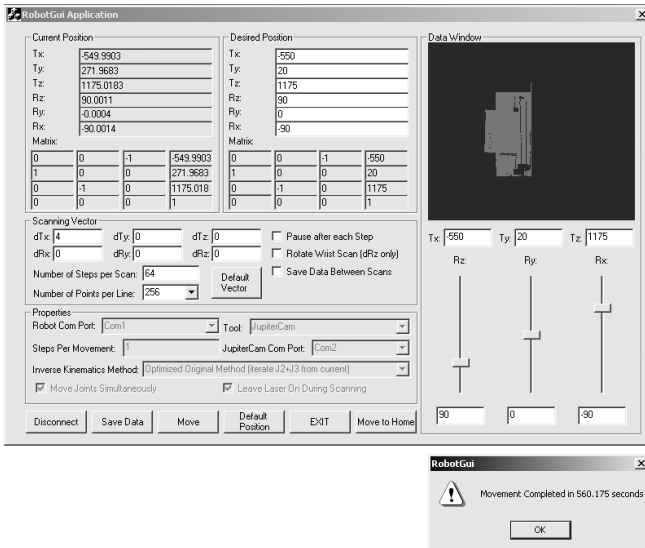 RobotGui Application
Current Position
Tx: -549.9903
Ty: 271.9683
Tz: 1175.0183
Rz: 90.0011
Ry: -0.0004
Rx: -90.0014
Matrix:
0 0 -1 -549.9903
1 0 0 271.9683
0 -1 0 1175.018
0 0 0 1
Desired Position
Tx: -550
Ty: 20
Tz: 1175
Rz: 90
Ry: 0
Rx: -90
Matrix:
0 0 -1 -550
1 0 0 20
0 -1 0 1175
0 0 0 1
Data Window
Tx: -550 Ty: 20 Tz: 1175
Rz: Ry: Rx:
90 0 -90
Scanning Vector
dTx: 4 dTy: 0 dTz: 0
dRx: 0 dRy: 0 dRz: 0
Number of Steps per Scan: 64
Number of Points per Line: 256
Default
Vector
Pause after each Step
Rotate Wrist Scan (dRz only)
Save Data Between Scans
Properties
Robot Com Port: Com1 Tool: JupiterCam
Steps Per Movement: 1 JupiterCam Com Port: Com2
Inverse Kinematics Method: Optimized Original Method (iterate J2+J3 from current)
Move Joints Simultaneously Leave Laser On During Scanning
Disconnect
Save Data
Move
Default
Position
EXIT
Move to Home
RobotGui
Movement Completed in 560.175 seconds
OK